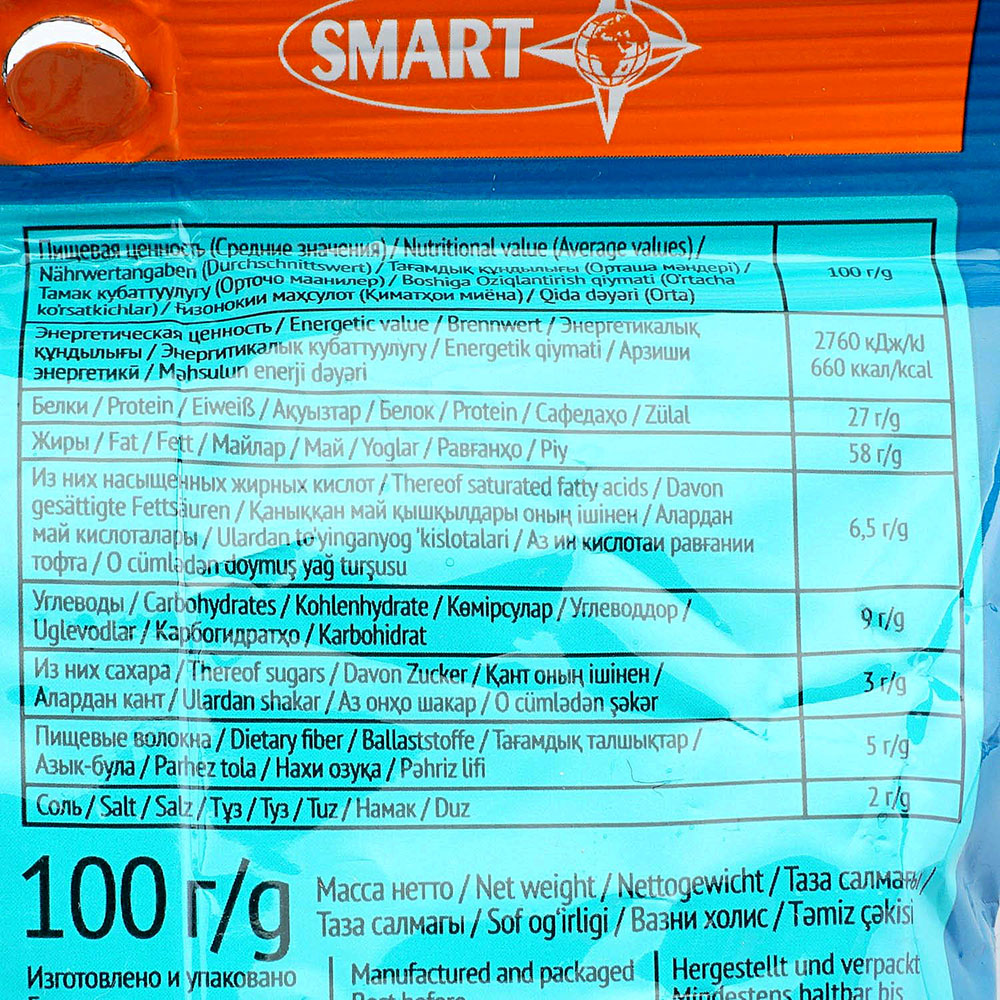 SMART
Пищевая ценность (Средние значения) / Nutritional value (Average values) /
Nährwertangaben (Durchschnittswert) / Тағамдық құндылығы (Орташа мәндері) /
Тамак кубаттуулугу (Орточо маанилер) / Boshiga Oziqlantirish qiymati (O'rtacha
ko'rsatkichlar) / Ғизонокии маҳсулот (Қиматҳои миёна) / Qida dəyəri (Orta)
100 г/g
Энергетическая ценность / Energetic value / Brennwert / Энергетикалық
құндылығы / Энергитикалык кубаттуулугу / Energetik qiymati / Арзиши
энергетикӣ / Məhsulun enerji dəyəri
2760 кДж/kJ
660 ккал/kcal
Белки / Protein / Eiweiß / Ақуызтар / Белок / Protein / Сафедаҳо / Zülal
27 г/g
Жиры / Fat / Fett / Майлар / Май / Yoglar / Равғанҳо / Piy
58 г/g
Из них насыщенных жирных кислот / Thereof saturated fatty acids / Davon
gesättigte Fettsäuren / Қаныққан май қышқылдары оның ішінен / Алардан
май кислоталары / Ulardan to'yinganyog 'kislotalari / Аз ин кислотаи равғании
тофта / O cümlədən doymuş yağ turşusu
6,5 г/g
Углеводы / Carbohydrates / Kohlenhydrate / Көмірсулар / Углеводдор /
Uglevodlar / Карбогидратҳо / Karbohidrat
9 г/g
Из них сахара / Thereof sugars / Davon Zucker / Қант оның ішінен /
Алардан кант / Ulardan shakar / Аз онҳо шакар / O cümlədən şəkər
3 г/g
Пищевые волокна / Dietary fiber / Ballaststoffe / Тағамдық талшықтар /
Азык-була / Parhez tola / Нахи озуқа / Pəhriz lifi
5 г/g
Соль / Salt / Salz / Тұз / Туз / Tuz / Намак / Duz
2 г/g
100 г/g
Масса нетто / Net weight / Nettogewicht / Таза салмағы /
Таза салмагы / Sof og'irligi / Вазни холис / Təmiz çəkisi
Изготовлено и упаковано
Manufactured and packaged
Best before
Hergestellt und verpackt
Mindestens haltbar bis